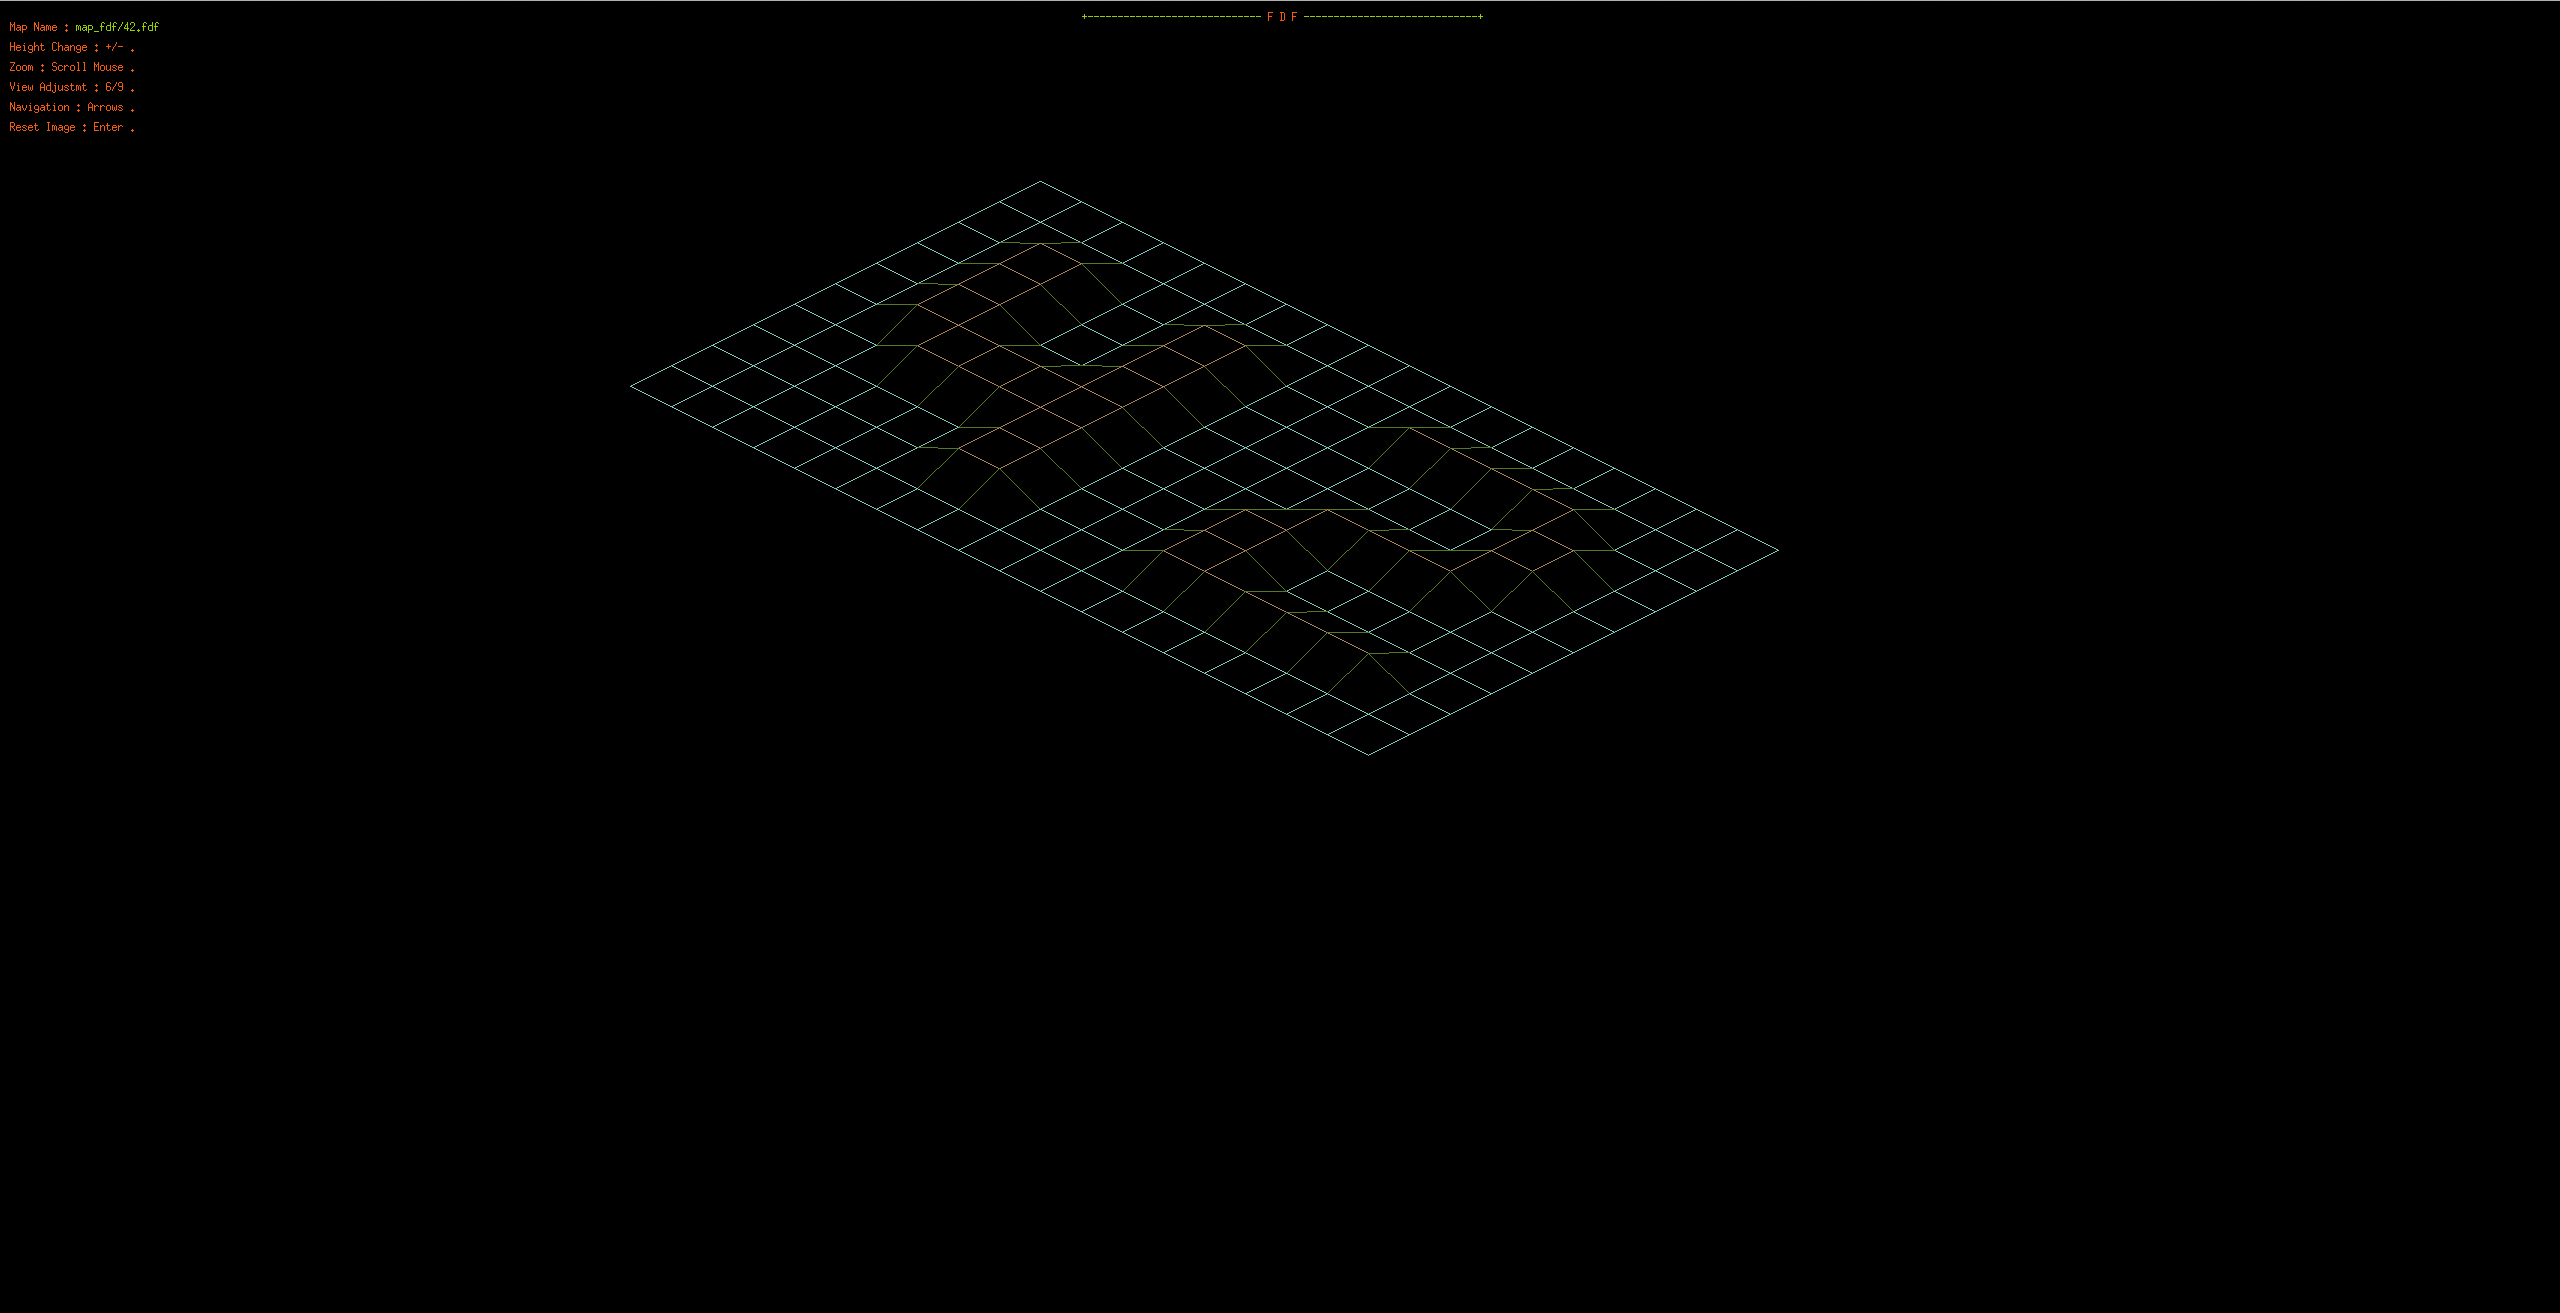 +----------------------------- F D F -----------------------------+
Map Name : map_fdf/42.fdf
Height Change : +/- .
Zoom : Scroll Mouse .
View Adjustmt : 6/9 .
Navigation : Arrows .
Reset Image : Enter .